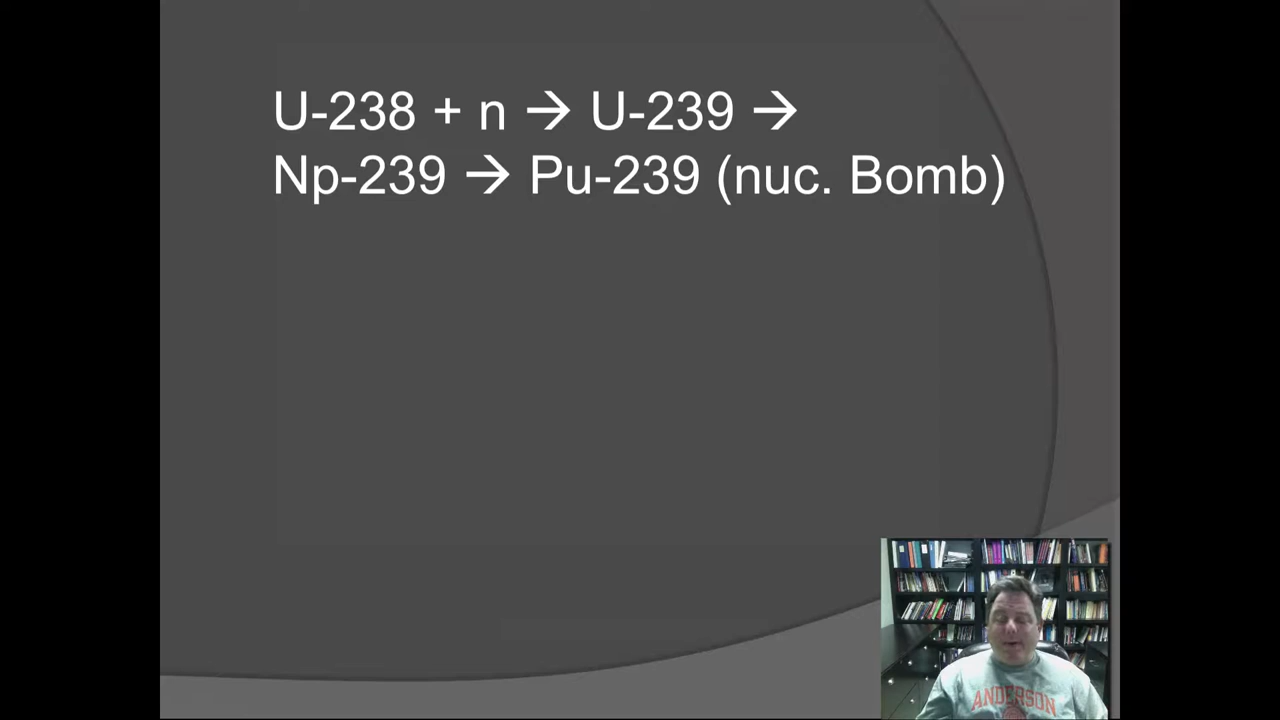 U-238 + n → U-239 →
Np-239 → Pu-239 (nuc. Bomb)
ANDERSON